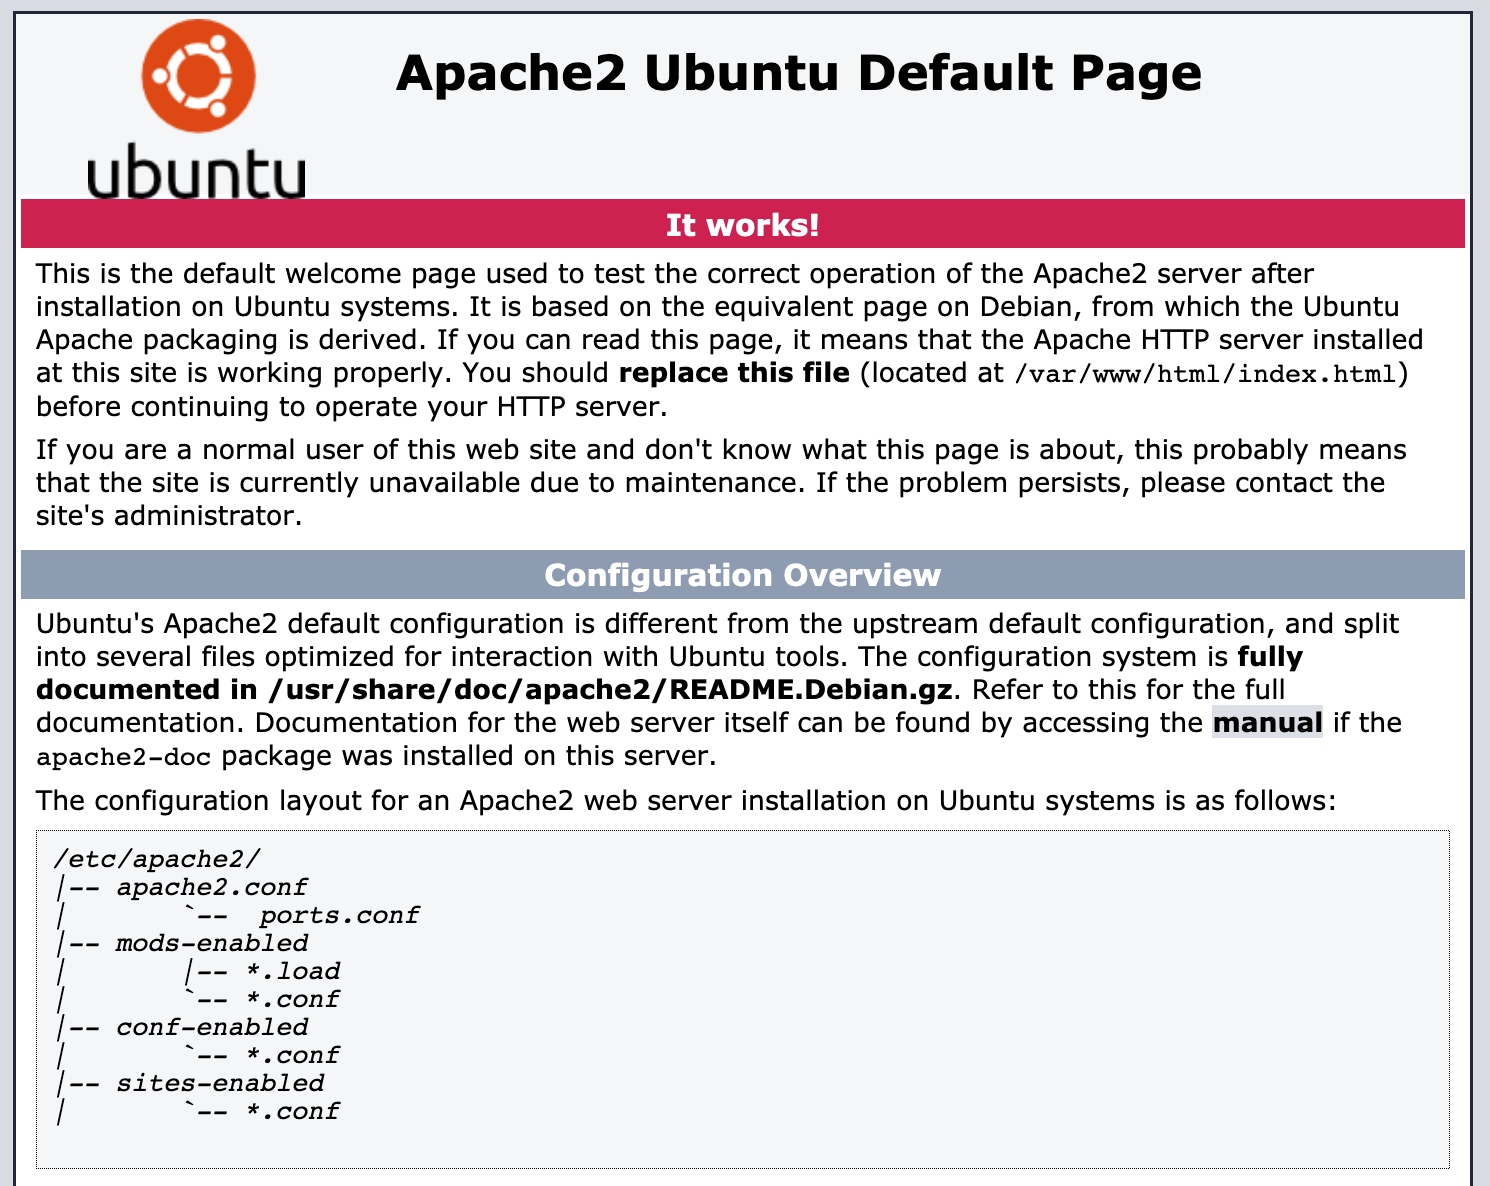 ubuntu
Apache2 Ubuntu Default Page
It works!
This is the default welcome page used to test the correct operation of the Apache2 server after
installation on Ubuntu systems. It is based on the equivalent page on Debian, from which the Ubuntu
Apache packaging is derived. If you can read this page, it means that the Apache HTTP server installed
at this site is working properly. You should replace this file (located at /var/www/html/index.html)
before continuing to operate your HTTP server.
If you are a normal user of this web site and don't know what this page is about, this probably means
that the site is currently unavailable due to maintenance. If the problem persists, please contact the
site's administrator.
Configuration Overview
Ubuntu's Apache2 default configuration is different from the upstream default configuration, and split
into several files optimized for interaction with Ubuntu tools. The configuration system is fully
documented in /usr/share/doc/apache2/README.Debian.gz. Refer to this for the full
documentation. Documentation for the web server itself can be found by accessing the manual if the
apache2-doc package was installed on this server.
The configuration layout for an Apache2 web server installation on Ubuntu systems is as follows:
/etc/apache2/
|-- apache2.conf
|       `--  ports.conf
|-- mods-enabled
|       |-- *.load
|       `-- *.conf
|-- conf-enabled
|       `-- *.conf
|-- sites-enabled
|       `-- *.conf